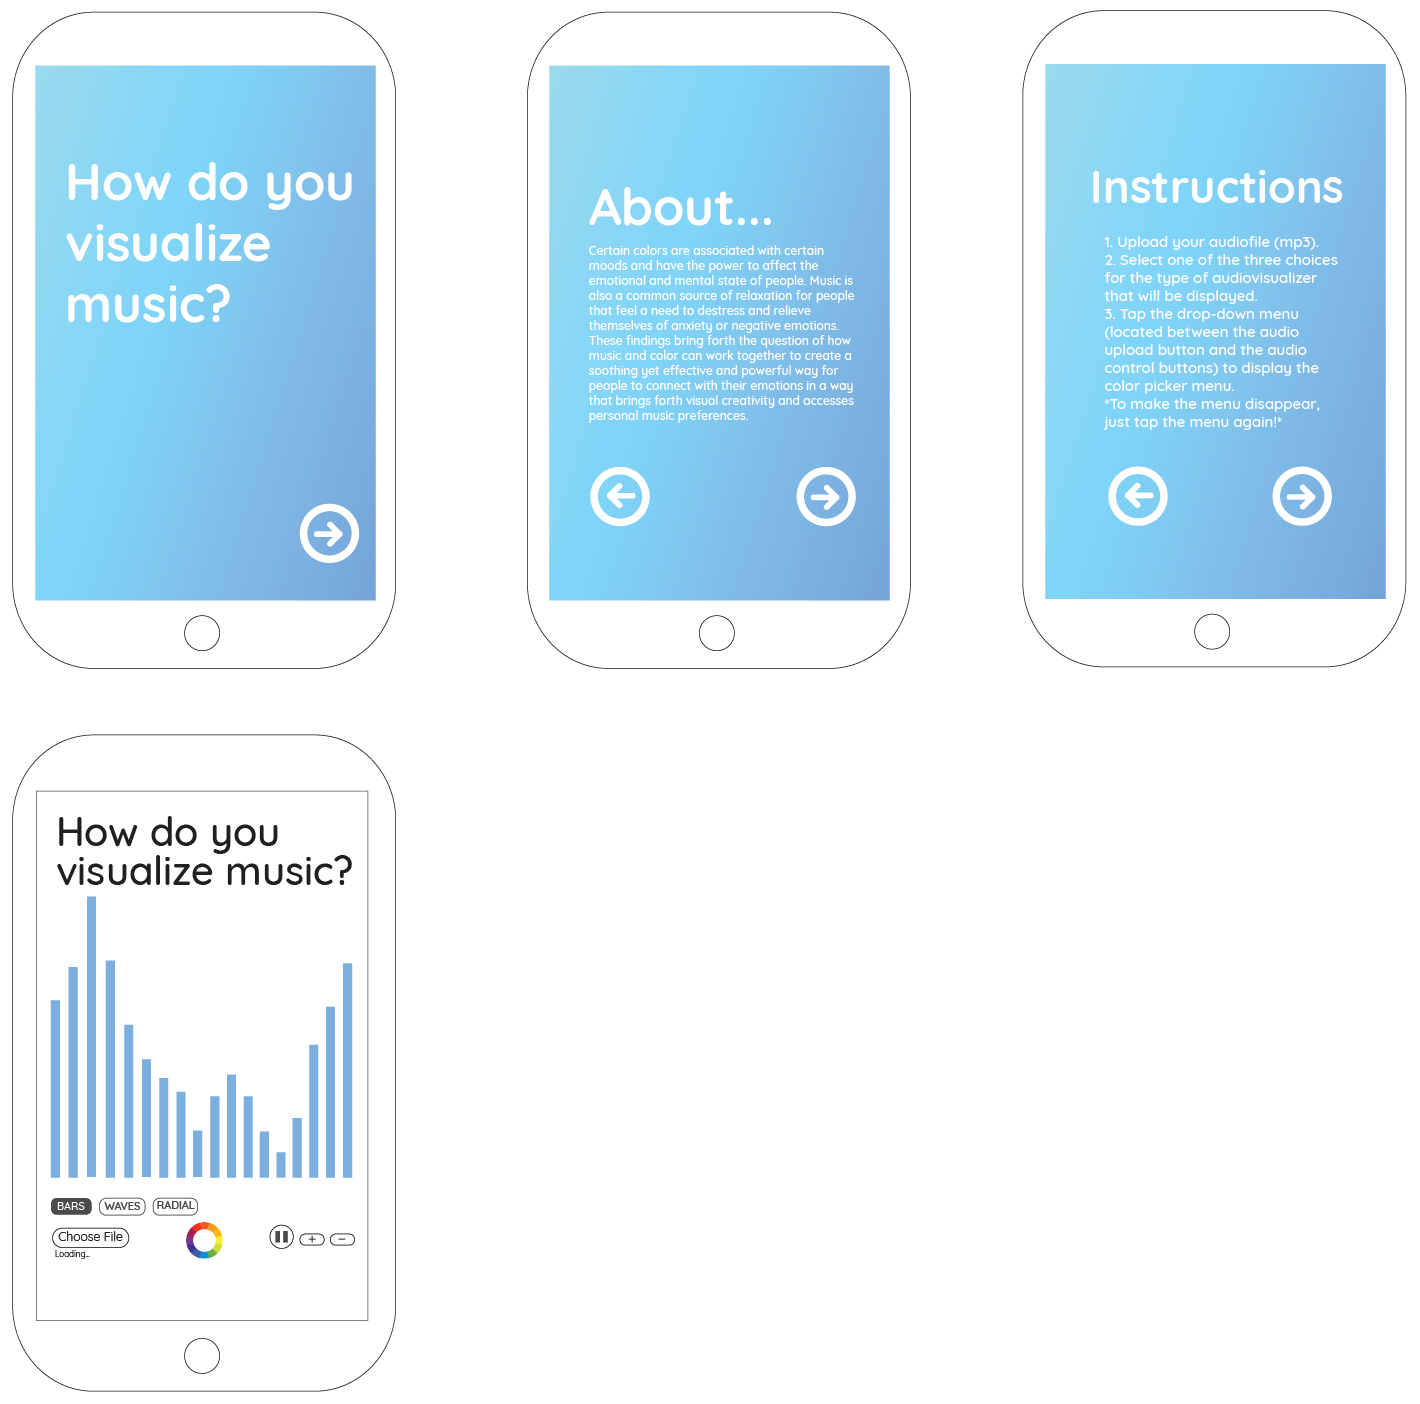 How do you
visualize
music?
About...
Certain colors are associated with certain
moods and have the power to affect the
emotional and mental state of people. Music is
also a common source of relaxation for people
that feel a need to destress and relieve
themselves of anxiety or negative emotions.
These findings bring forth the question of how
music and color can work together to create a
soothing yet effective and powerful way for
people to connect with their emotions in a way
that brings forth visual creativity and accesses
personal music preferences.
Instructions
1. Upload your audiofile (mp3).
2. Select one of the three choices
for the type of audiovisualizer
that will be displayed.
3. Tap the drop-down menu
(located between the audio
upload button and the audio
control buttons) to display the
color picker menu.
*To make the menu disappear,
just tap the menu again!*
How do you
visualize music?
BARS WAVES RADIAL
Choose File + −
Loading...